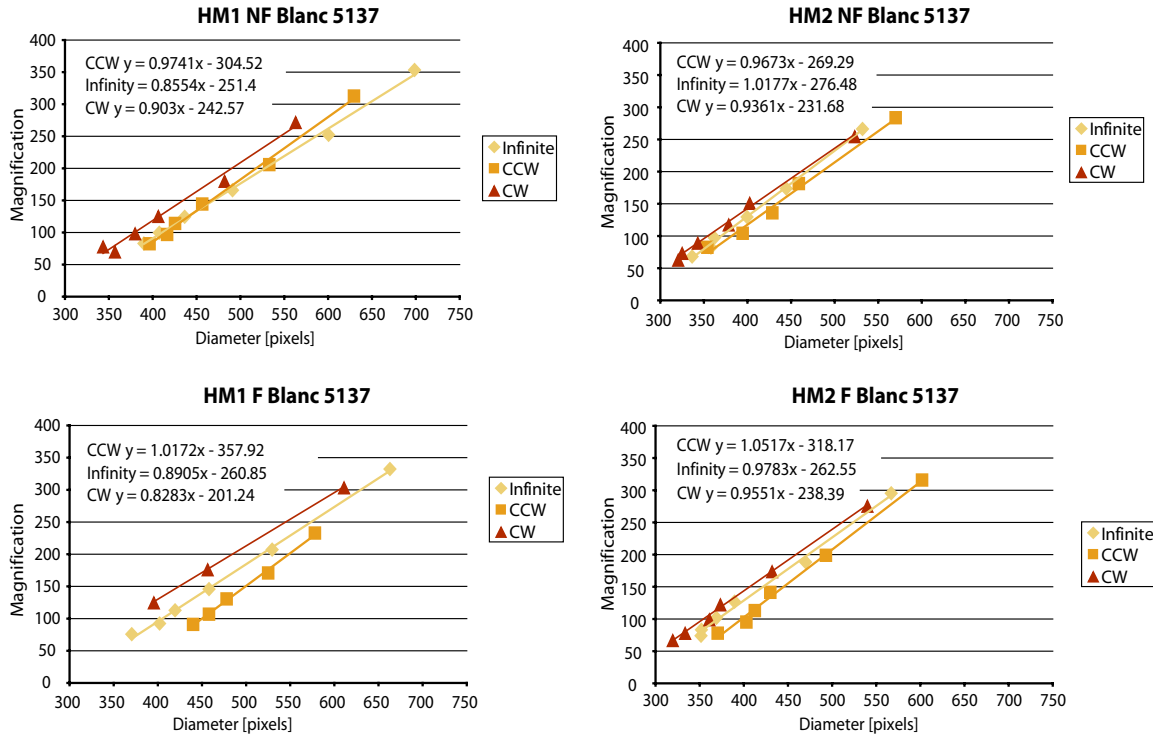 HM1 NF Blanc 5137
Magnification
400
350
300
250
200
150
100
50
0
CCW y = 0.9741x - 304.52
Infinity = 0.8554x - 251.4
CW y = 0.903x - 242.57
300 350 400 450 500 550 600 650 700 750
Diameter [pixels]
Infinite
CCW
CW
HM2 NF Blanc 5137
Magnification
400
350
300
250
200
150
100
50
0
CCW y = 0.9673x - 269.29
Infinity = 1.0177x - 276.48
CW y = 0.9361x - 231.68
300 350 400 450 500 550 600 650 700 750
Diameter [pixels]
Infinite
CCW
CW
HM1 F Blanc 5137
Magnification
400
350
300
250
200
150
100
50
0
CCW y = 1.0172x - 357.92
Infinity = 0.8905x - 260.85
CW y = 0.8283x - 201.24
300 350 400 450 500 550 600 650 700 750
Diameter [pixels]
Infinite
CCW
CW
HM2 F Blanc 5137
Magnification
400
350
300
250
200
150
100
50
0
CCW y = 1.0517x - 318.17
Infinity = 0.9783x - 262.55
CW y = 0.9551x - 238.39
300 350 400 450 500 550 600 650 700 750
Diameter [pixels]
Infinite
CCW
CW